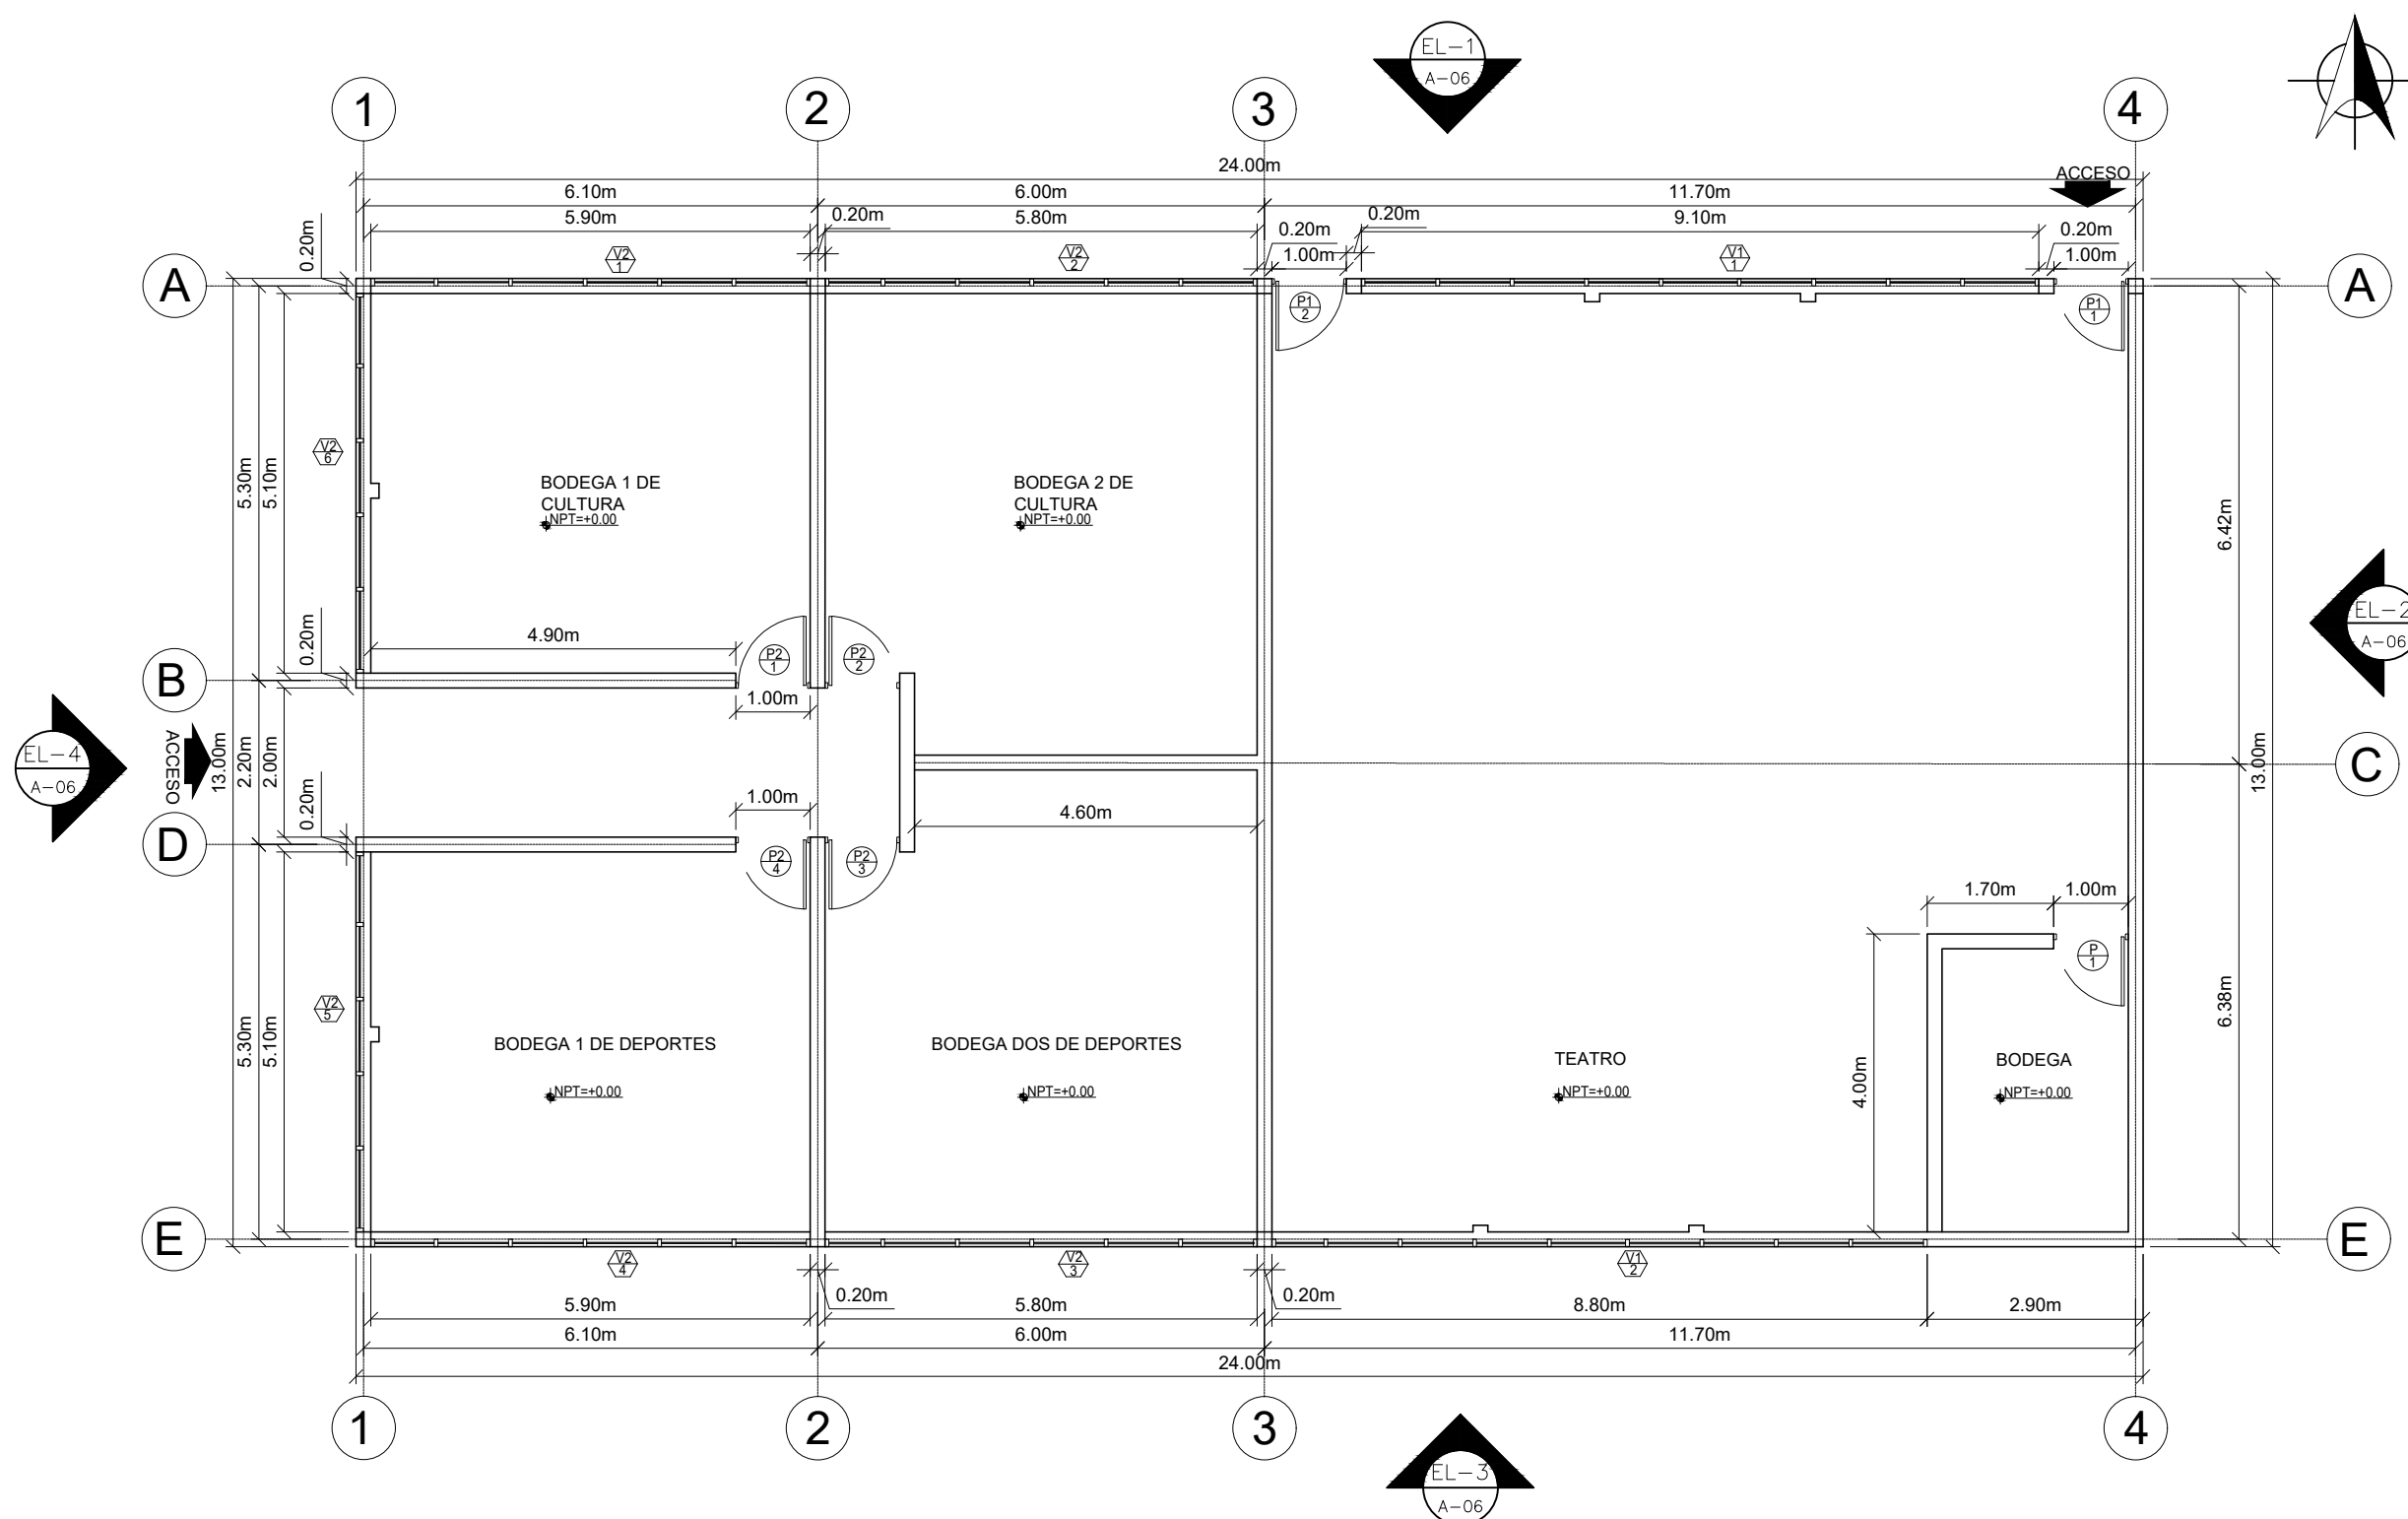 EL-1
A-06
1
2
3
4
24.00m
ACCESO
6.10m
6.00m
11.70m
5.90m
0.20m
5.80m
0.20m
9.10m
0.20m
0.20m
0.20m
1.00m
1.00m
V2
1
V2
2
V1
1
A
A
P1
2
P1
1
V2
6
5.30m
5.10m
BODEGA 1 DE
CULTURA
NPT=+0.00
BODEGA 2 DE
CULTURA
NPT=+0.00
6.42m
EL-2
A-06
0.20m
4.90m
P2
1
P2
2
B
1.00m
EL-4
A-06
ACCESO
13.00m
2.20m
2.00m
C
13.00m
0.20m
1.00m
4.60m
D
P2
4
P2
3
1.70m
1.00m
P
1
V2
5
5.30m
5.10m
BODEGA 1 DE DEPORTES
NPT=+0.00
BODEGA DOS DE DEPORTES
NPT=+0.00
TEATRO
NPT=+0.00
4.00m
BODEGA
NPT=+0.00
6.38m
E
E
V2
4
V2
3
V1
2
5.90m
0.20m
5.80m
0.20m
8.80m
2.90m
6.10m
6.00m
11.70m
24.00m
1
2
3
4
EL-3
A-06